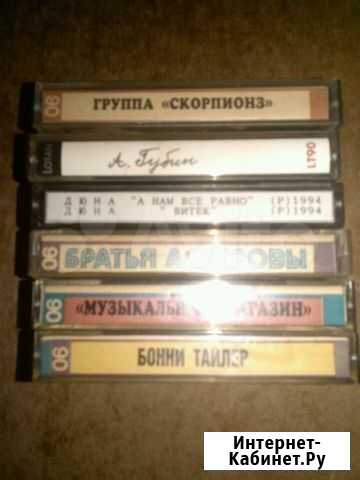 90
ГРУППА «СКОРПИОНЗ»
LOTAN
А. Губин
LT90
ДЮНА "А НАМ ВСЕ РАВНО" (P)1994
ДЮНА "ВИТЕК" (P)1994
90
БРАТЬЯ
90
«МУЗЫКАЛЬН
90
БОННИ ТАЙЛЕР
Интернет-
Кабинет.Ру